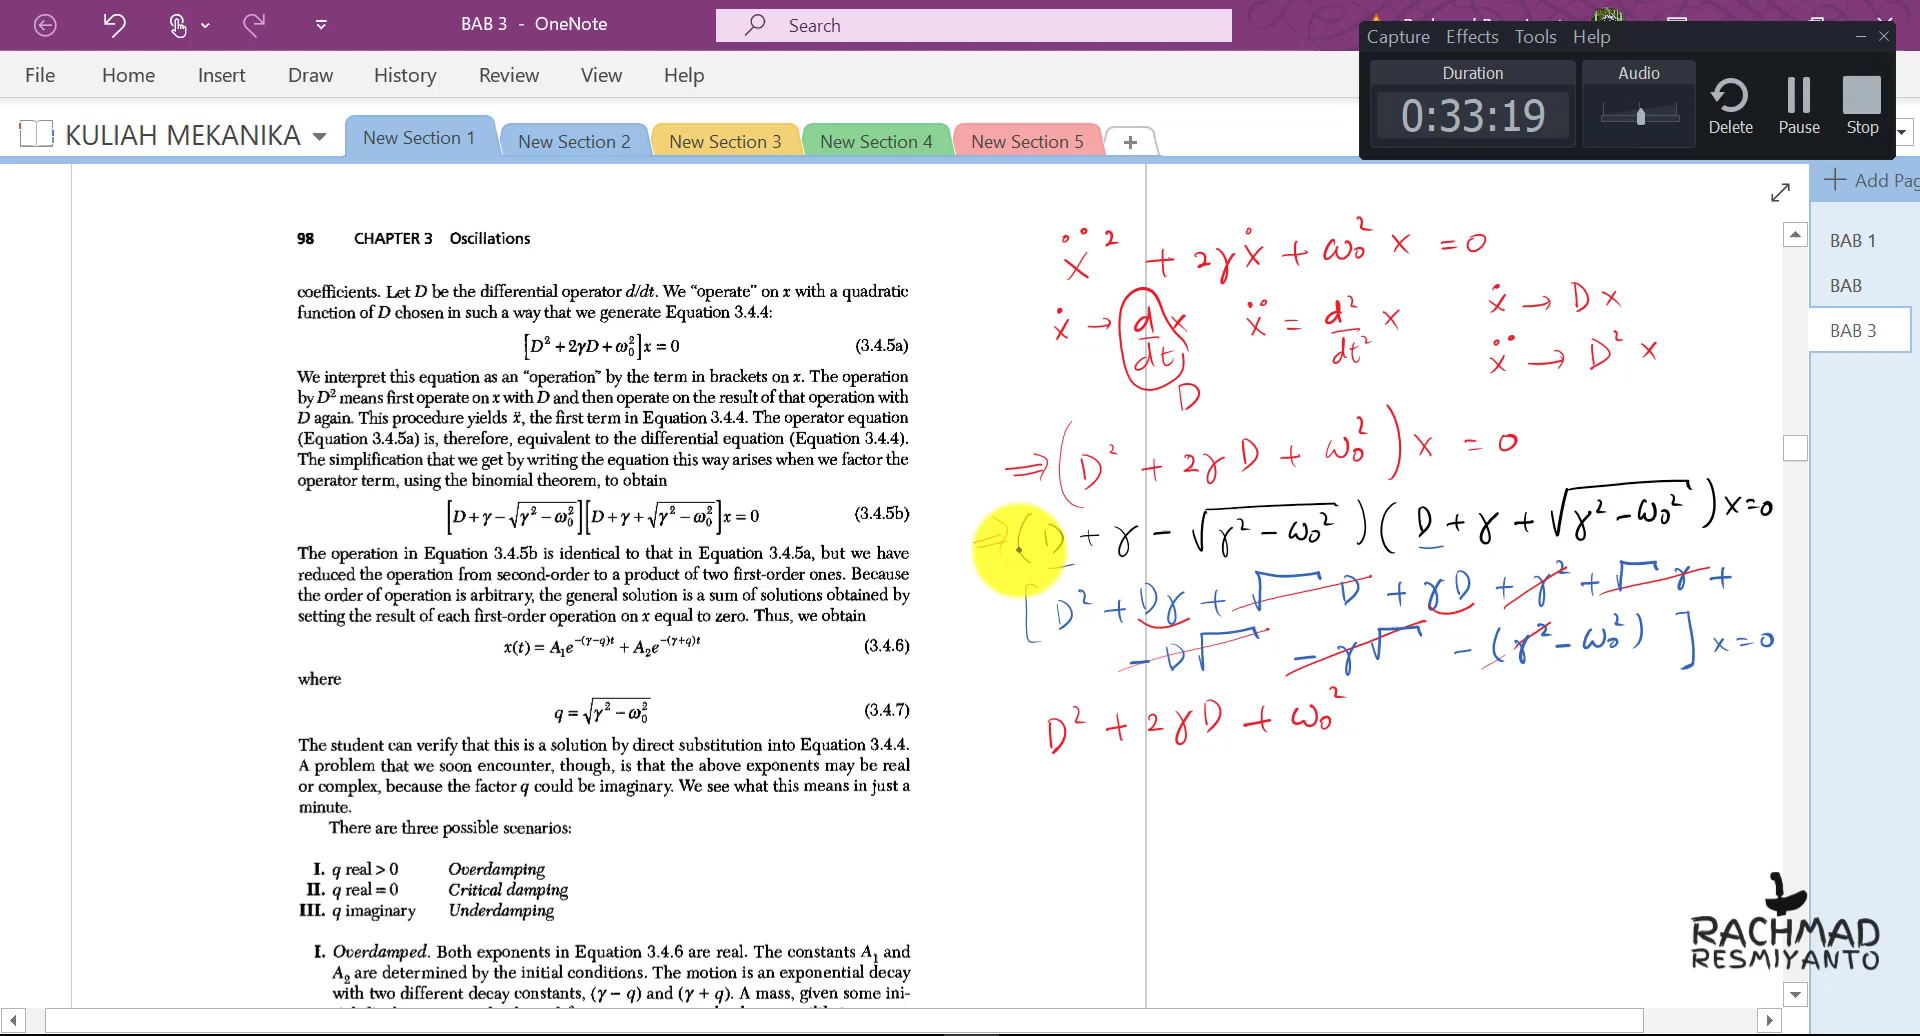 BAB 3 - OneNote
Search
Capture Effects Tools Help
File Home Insert Draw History Review View Help
Duration
Audio
0:33:19
Delete Pause Stop
KULIAH MEKANIKA
New Section 1
New Section 2
New Section 3
New Section 4
New Section 5
+
Add Pag
BAB 1
BAB
BAB 3
98 CHAPTER 3 Oscillations
coefficients. Let D be the differential operator d/dt. We “operate” on x with a quadratic
function of D chosen in such a way that we generate Equation 3.4.4:
[D² + 2γD + ω₀²]x = 0 (3.4.5a)
We interpret this equation as an “operation” by the term in brackets on x. The operation
by D² means first operate on x with D and then operate on the result of that operation with
D again. This procedure yields ẍ, the first term in Equation 3.4.4. The operator equation
(Equation 3.4.5a) is, therefore, equivalent to the differential equation (Equation 3.4.4).
The simplification that we get by writing the equation this way arises when we factor the
operator term, using the binomial theorem, to obtain
[D + γ − √(γ² − ω₀²)][D + γ + √(γ² − ω₀²)]x = 0 (3.4.5b)
The operation in Equation 3.4.5b is identical to that in Equation 3.4.5a, but we have
reduced the operation from second-order to a product of two first-order ones. Because
the order of operation is arbitrary, the general solution is a sum of solutions obtained by
setting the result of each first-order operation on x equal to zero. Thus, we obtain
x(t) = A₁e^−(γ−q)t + A₂e^−(γ+q)t (3.4.6)
where
q = √(γ² − ω₀²) (3.4.7)
The student can verify that this is a solution by direct substitution into Equation 3.4.4.
A problem that we soon encounter, though, is that the above exponents may be real
or complex, because the factor q could be imaginary. We see what this means in just a
minute.
There are three possible scenarios:
I. q real > 0 Overdamping
II. q real = 0 Critical damping
III. q imaginary Underdamping
I. Overdamped. Both exponents in Equation 3.4.6 are real. The constants A₁ and
A₂ are determined by the initial conditions. The motion is an exponential decay
with two different decay constants, (γ − q) and (γ + q). A mass, given some ini-
ẍ² + 2γẋ + ω₀² x = 0
ẋ → d/dt x ẍ = d²/dt² x ẋ → D x
D ẍ → D² x
⇒ (D² + 2γ D + ω₀²) x = 0
⇒ (D + γ − √(γ² − ω₀²)) (D + γ + √(γ² − ω₀²)) x = 0
[D² + Dγ + √ D + γD + γ² + √ γ +
− D√ − γ√ − (γ² − ω₀²) ] x = 0
D² + 2γD + ω₀²
RACHMAD
RESMIYANTO